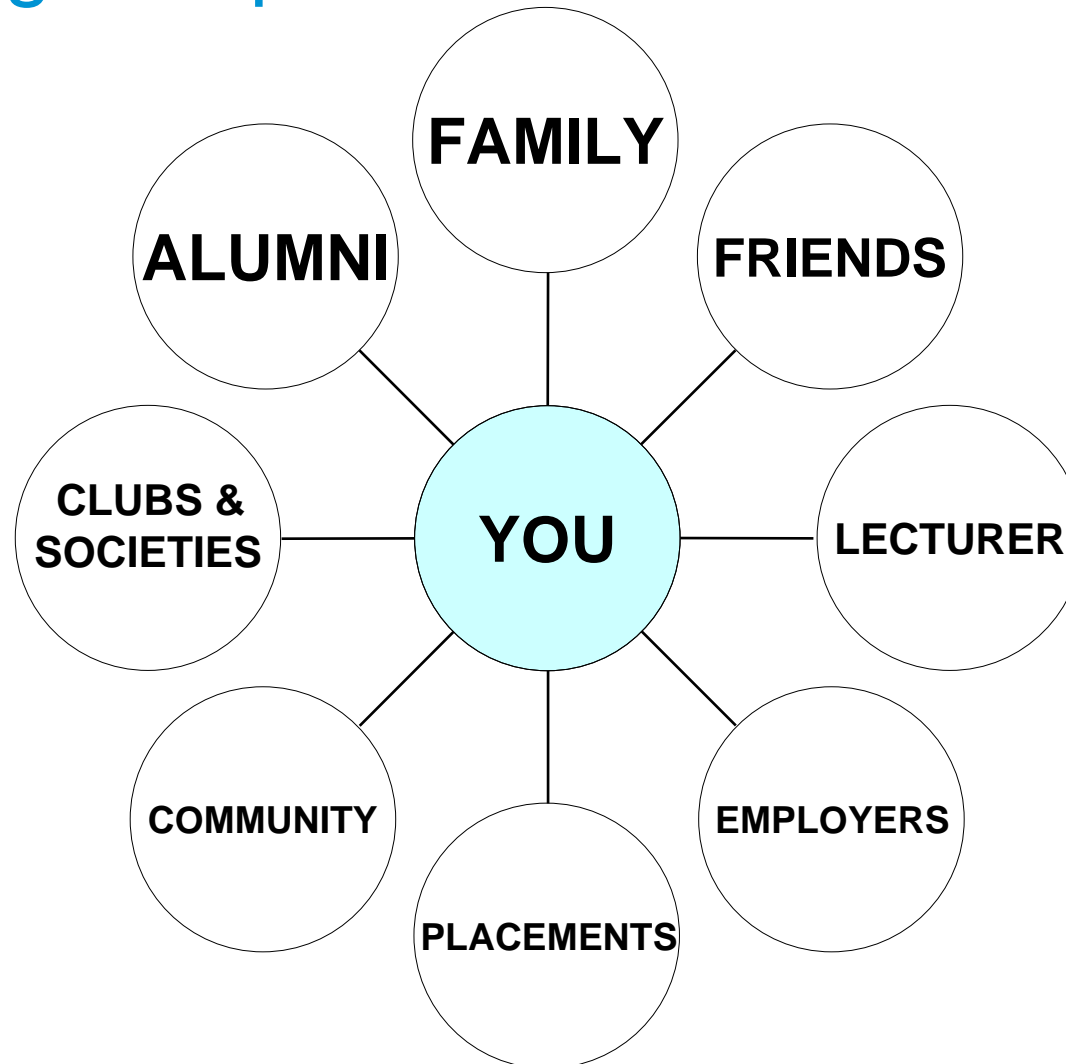 FAMILY
ALUMNI
FRIENDS
CLUBS &
SOCIETIES
YOU
LECTURER
COMMUNITY
EMPLOYERS
PLACEMENTS